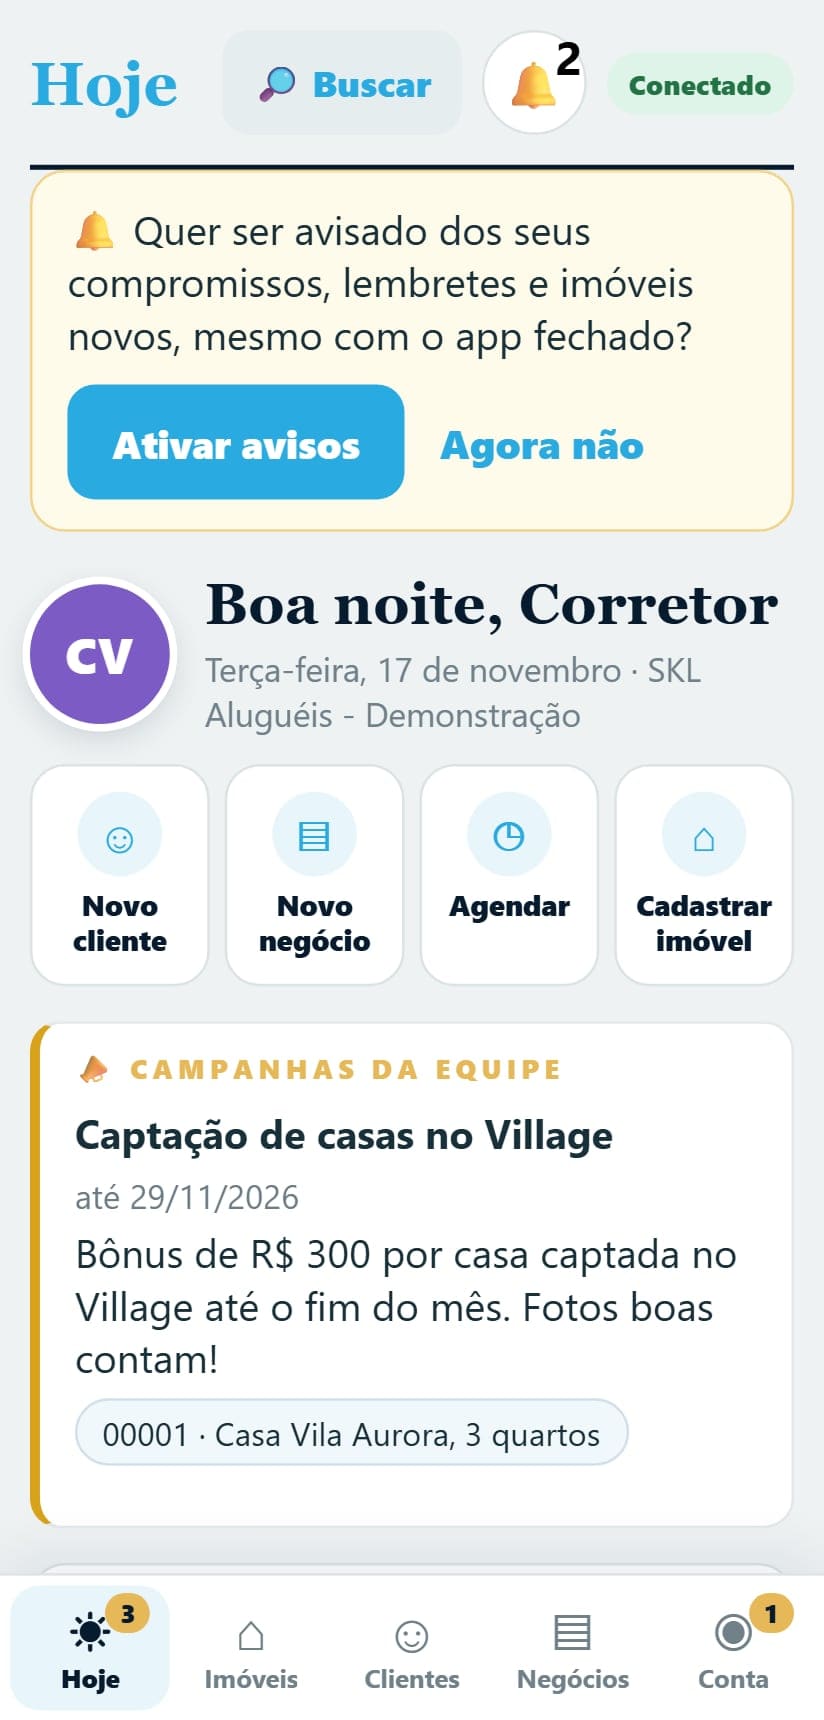 Hoje
Buscar
2
Conectado
Quer ser avisado dos seus
compromissos, lembretes e imóveis
novos, mesmo com o app fechado?
Ativar avisos
Agora não
CV
Boa noite, Corretor
Terça-feira, 17 de novembro · SKL
Aluguéis - Demonstração
Novo
cliente
Novo
negócio
Agendar
Cadastrar
imóvel
CAMPANHAS DA EQUIPE
Captação de casas no Village
até 29/11/2026
Bônus de R$ 300 por casa captada no
Village até o fim do mês. Fotos boas
contam!
00001 · Casa Vila Aurora, 3 quartos
3
Hoje
Imóveis
Clientes
Negócios
1
Conta